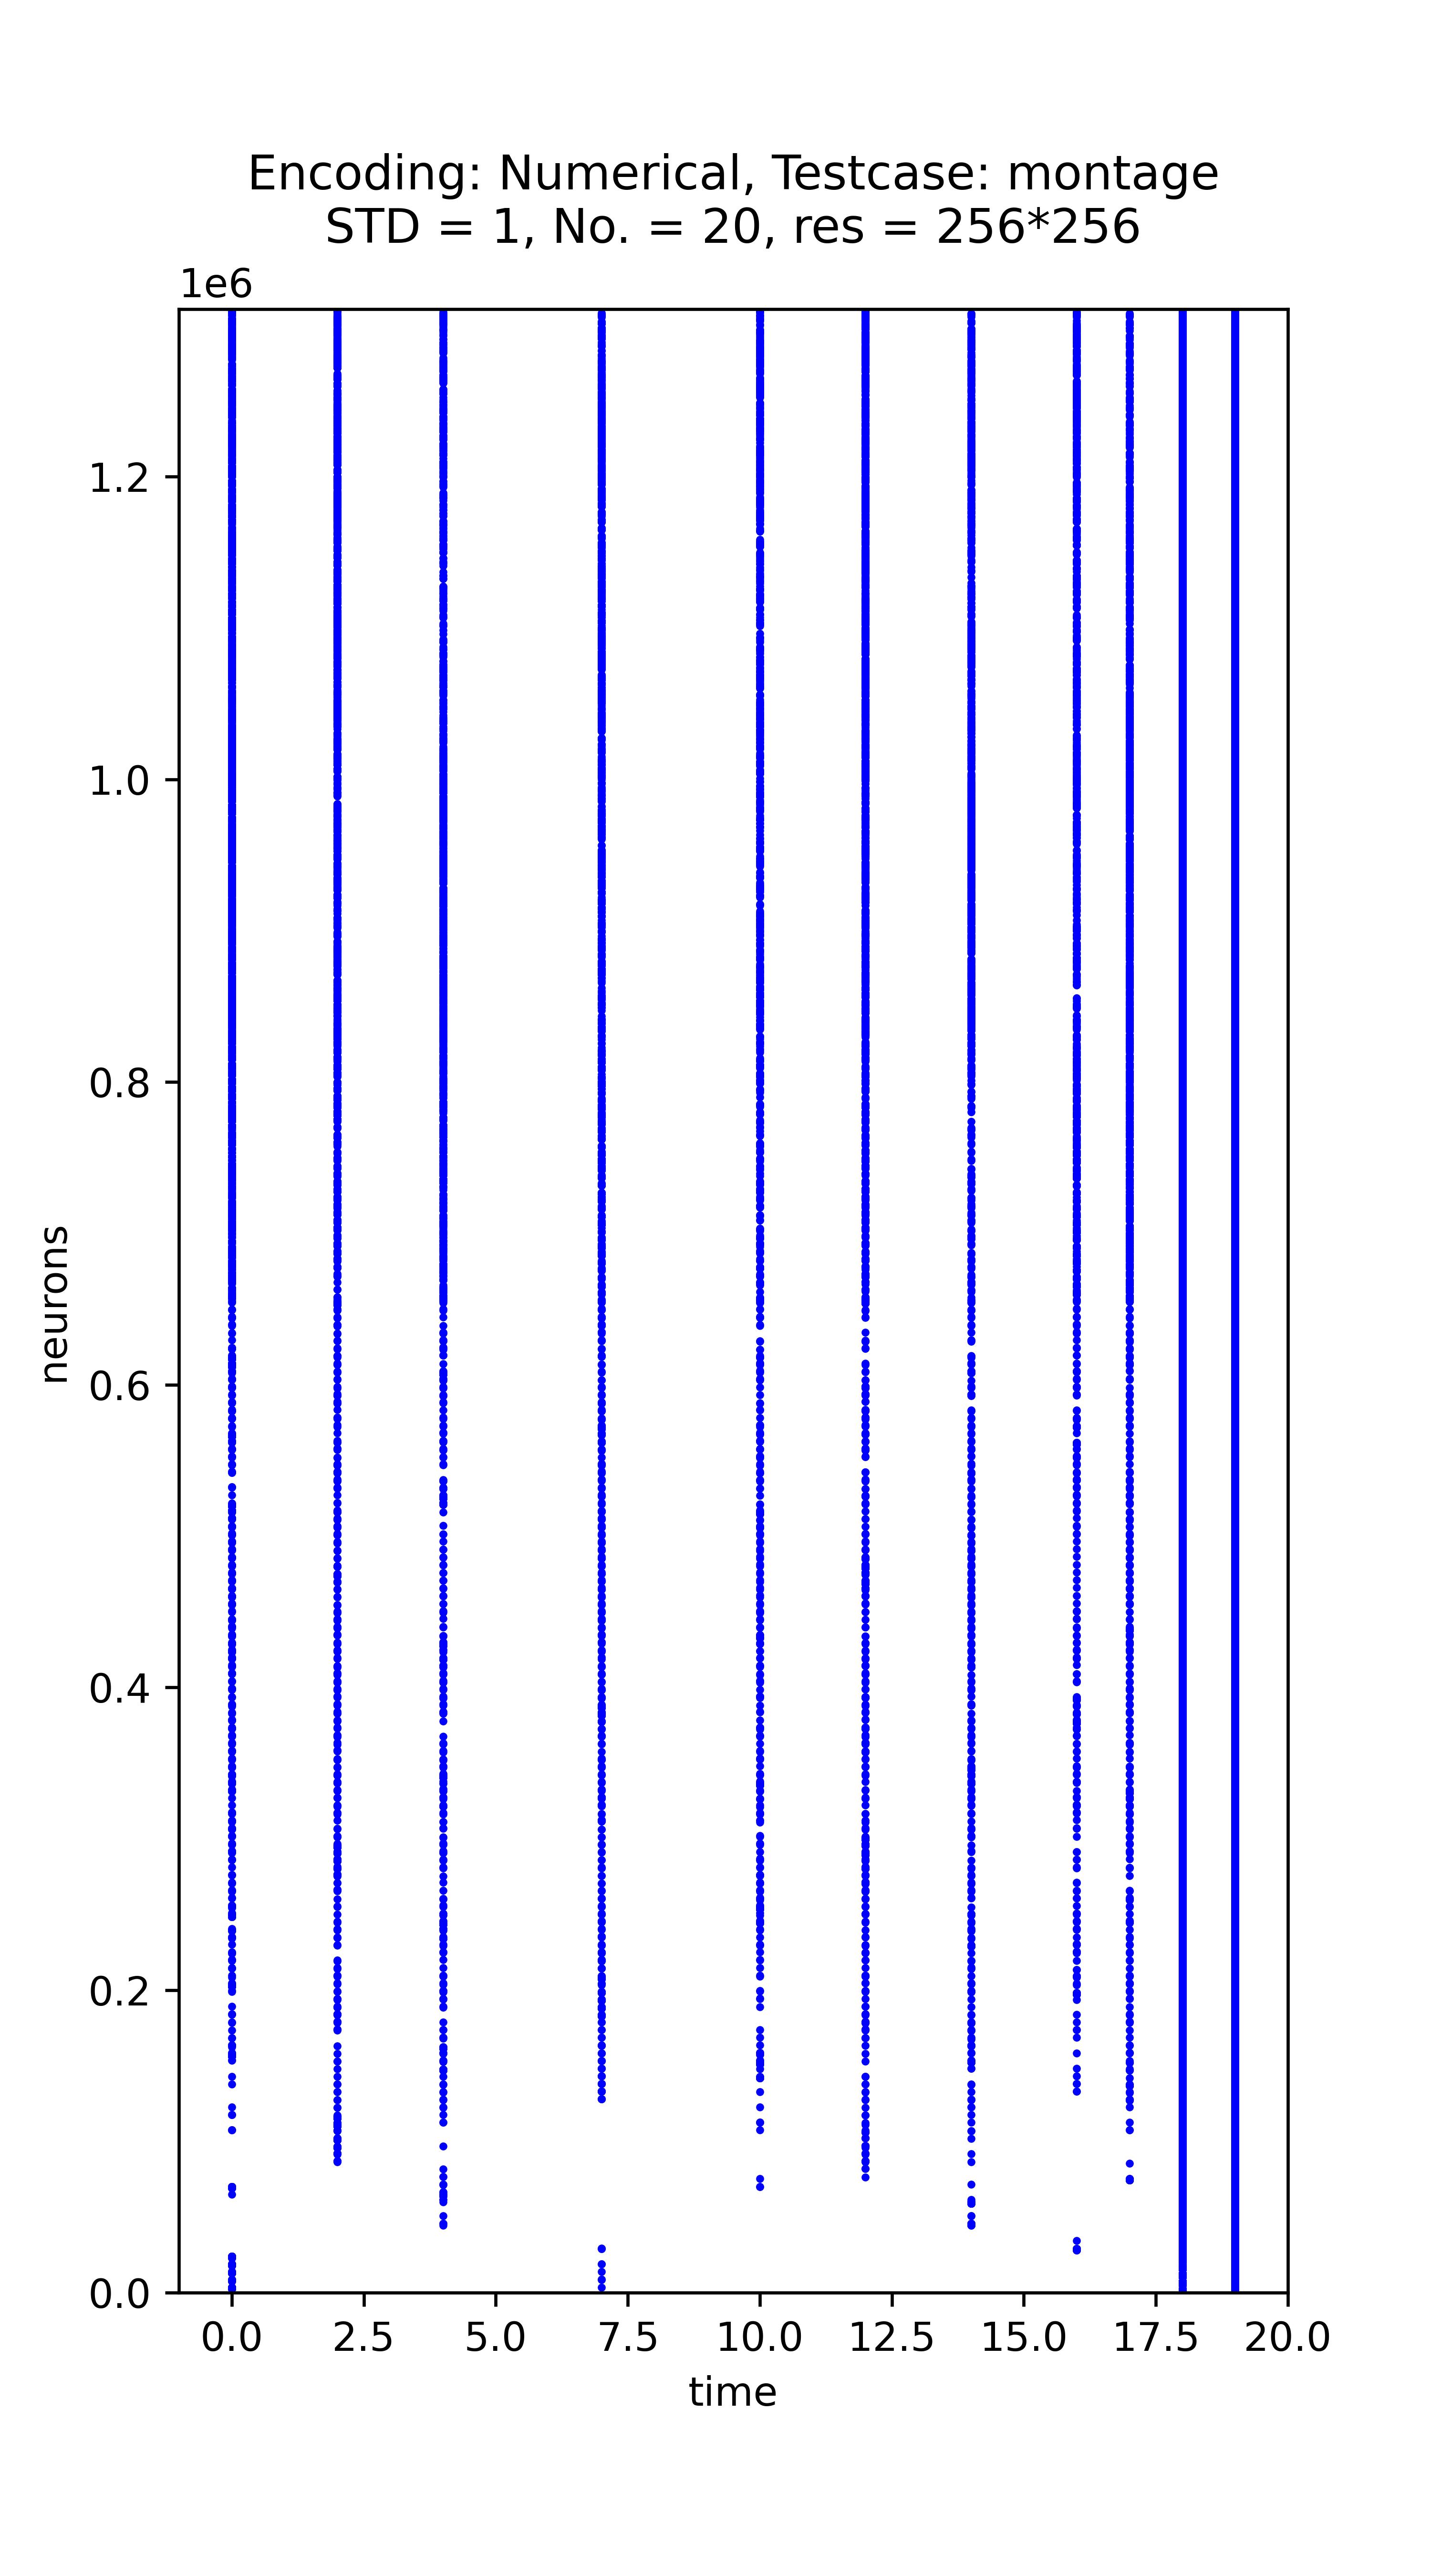 Encoding: Numerical, Testcase: montage
STD = 1, No. = 20, res = 256*256
1e6
1.2
1.0
0.8
0.6
0.4
0.2
0.0
neurons
0.0 2.5 5.0 7.5 10.0 12.5 15.0 17.5 20.0
time